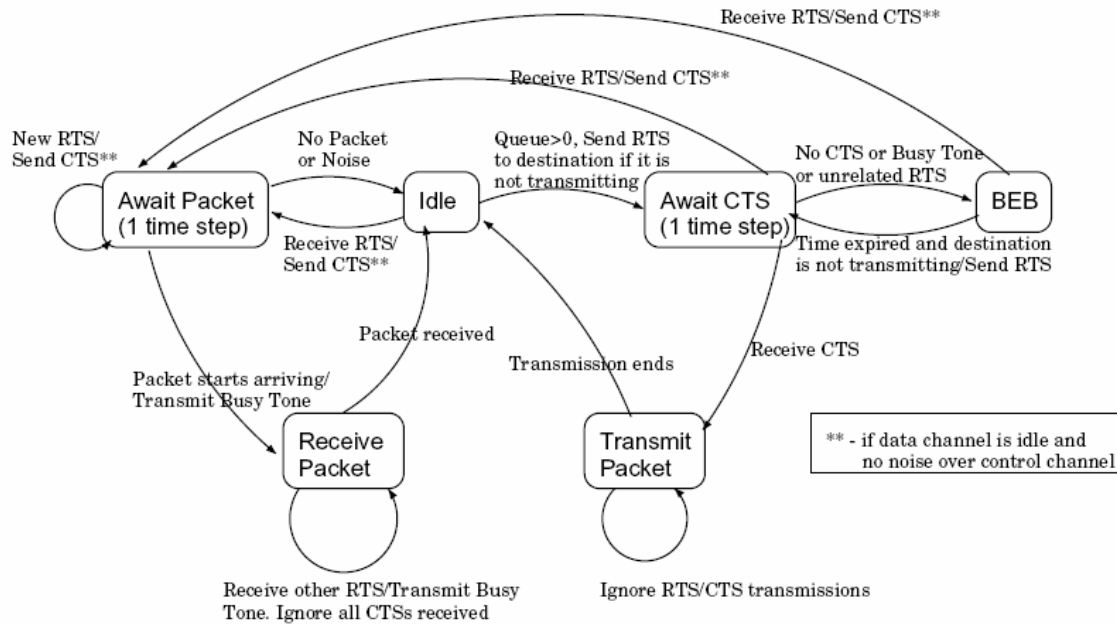 Receive RTS/Send CTS**
Receive RTS/Send CTS**
New RTS/
Send CTS**
No Packet
or Noise
Queue>0, Send RTS
to destination if it is
not transmitting
No CTS or Busy Tone
or unrelated RTS
Await Packet
(1 time step)
Idle
Await CTS
(1 time step)
BEB
Receive RTS/
Send CTS**
Time expired and destination
is not transmitting/Send RTS
Packet received
Receive CTS
Transmission ends
Packet starts arriving/
Transmit Busy Tone
Receive
Packet
Transmit
Packet
** - if data channel is idle and
no noise over control channel
Receive other RTS/Transmit Busy
Tone. Ignore all CTSs received
Ignore RTS/CTS transmissions